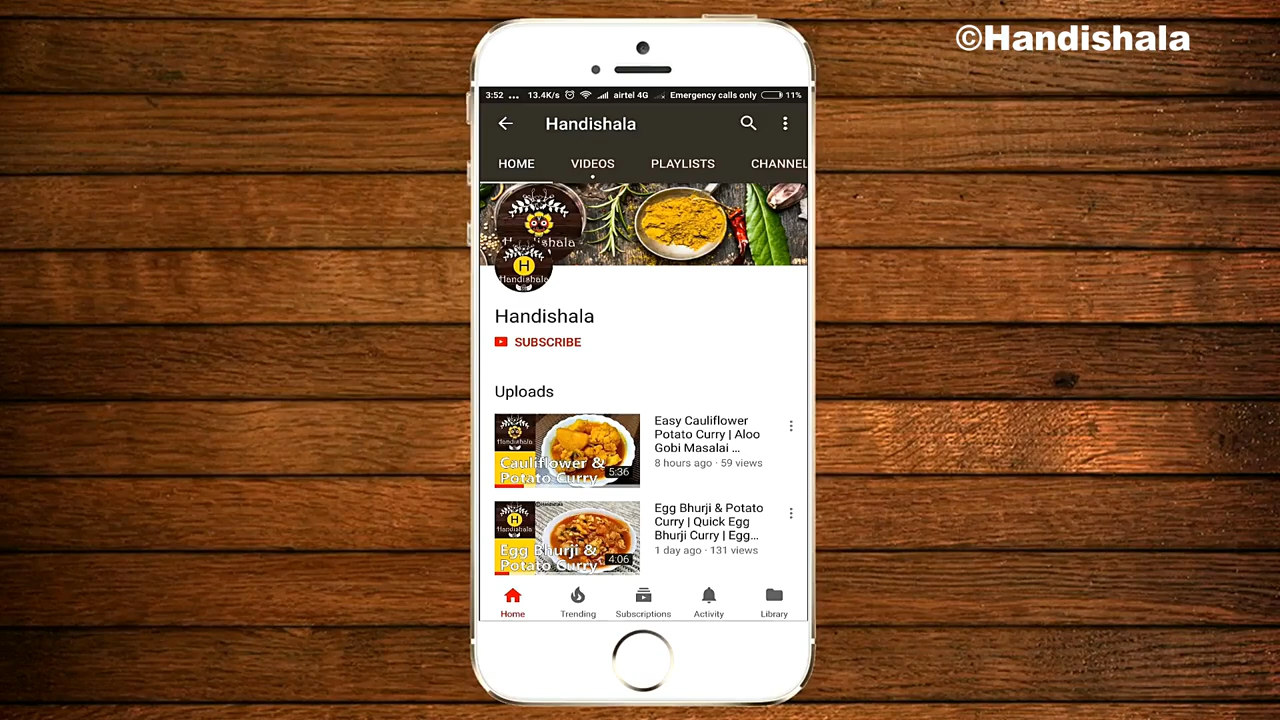 ©Handishala
3:52 ... 13.4K/s airtel 4G Emergency calls only 11%
Handishala
HOME VIDEOS PLAYLISTS CHANNEL
Handishala
H
Handishala
Handishala
SUBSCRIBE
Uploads
Handishala
Cauliflower &
Potato Curry
5:36
Easy Cauliflower
Potato Curry | Aloo
Gobi Masalai ...
8 hours ago · 59 views
H
Handishala
©Handishala
Egg Bhurji &
Potato Curry
4:06
Egg Bhurji & Potato
Curry | Quick Egg
Bhurji Curry | Egg...
1 day ago · 131 views
Home Trending Subscriptions Activity Library